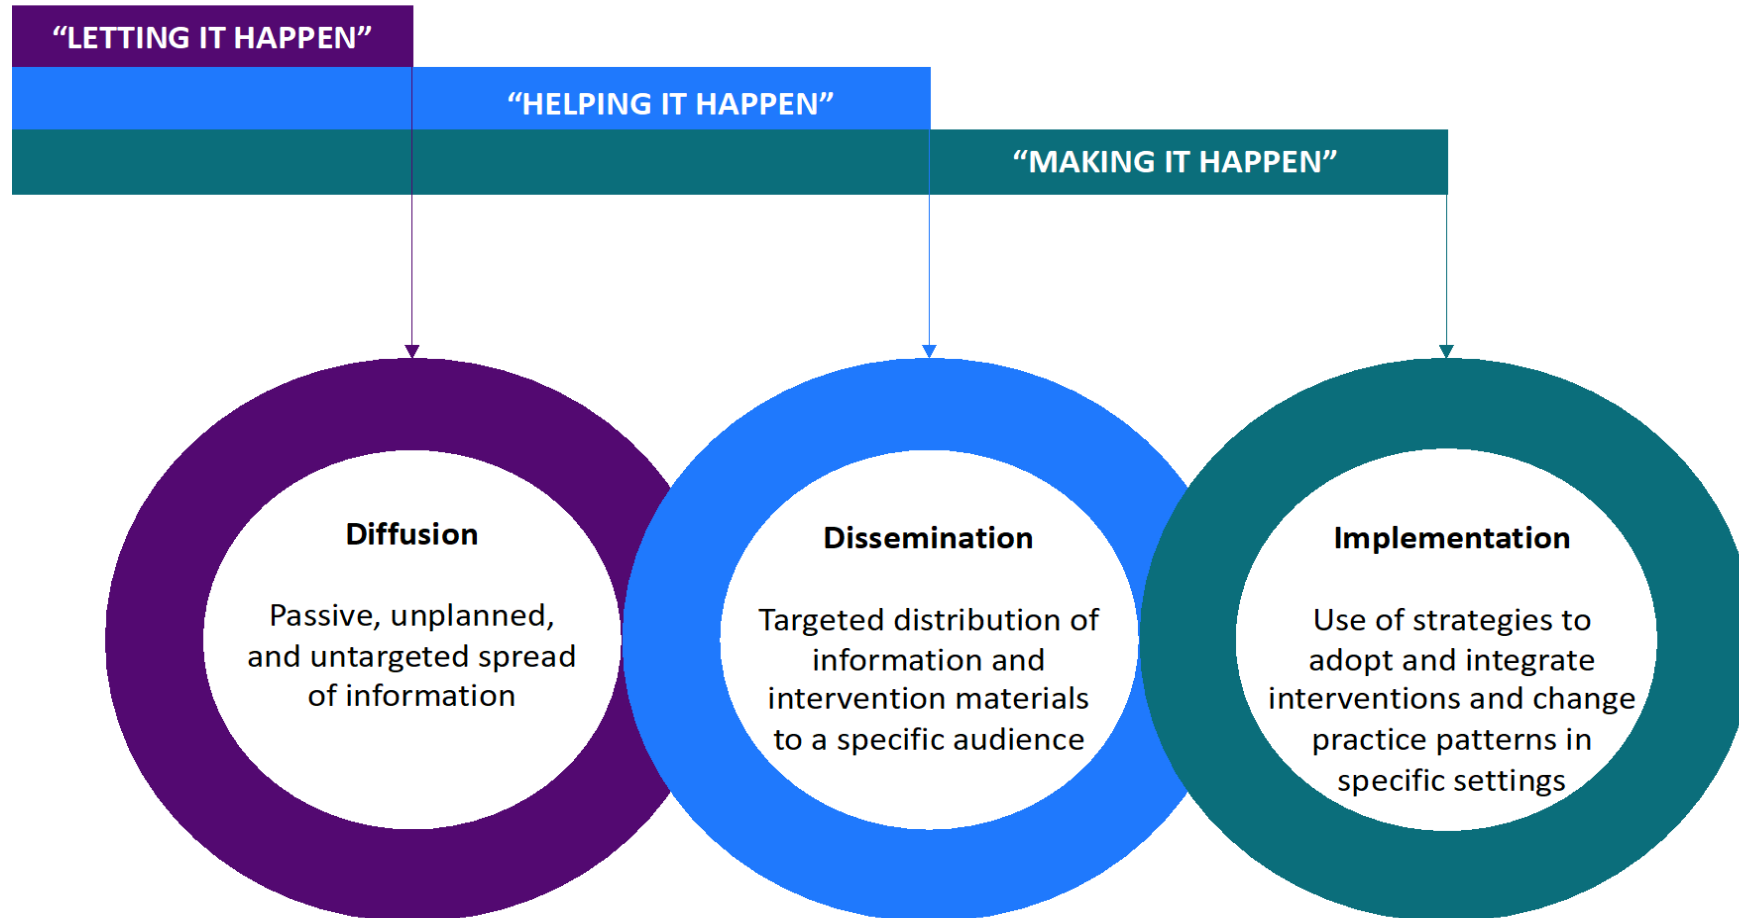 “LETTING IT HAPPEN”
“HELPING IT HAPPEN”
“MAKING IT HAPPEN”
Diffusion
Passive, unplanned,
and untargeted spread
of information
Dissemination
Targeted distribution of
information and
intervention materials
to a specific audience
Implementation
Use of strategies to
adopt and integrate
interventions and change
practice patterns in
specific settings